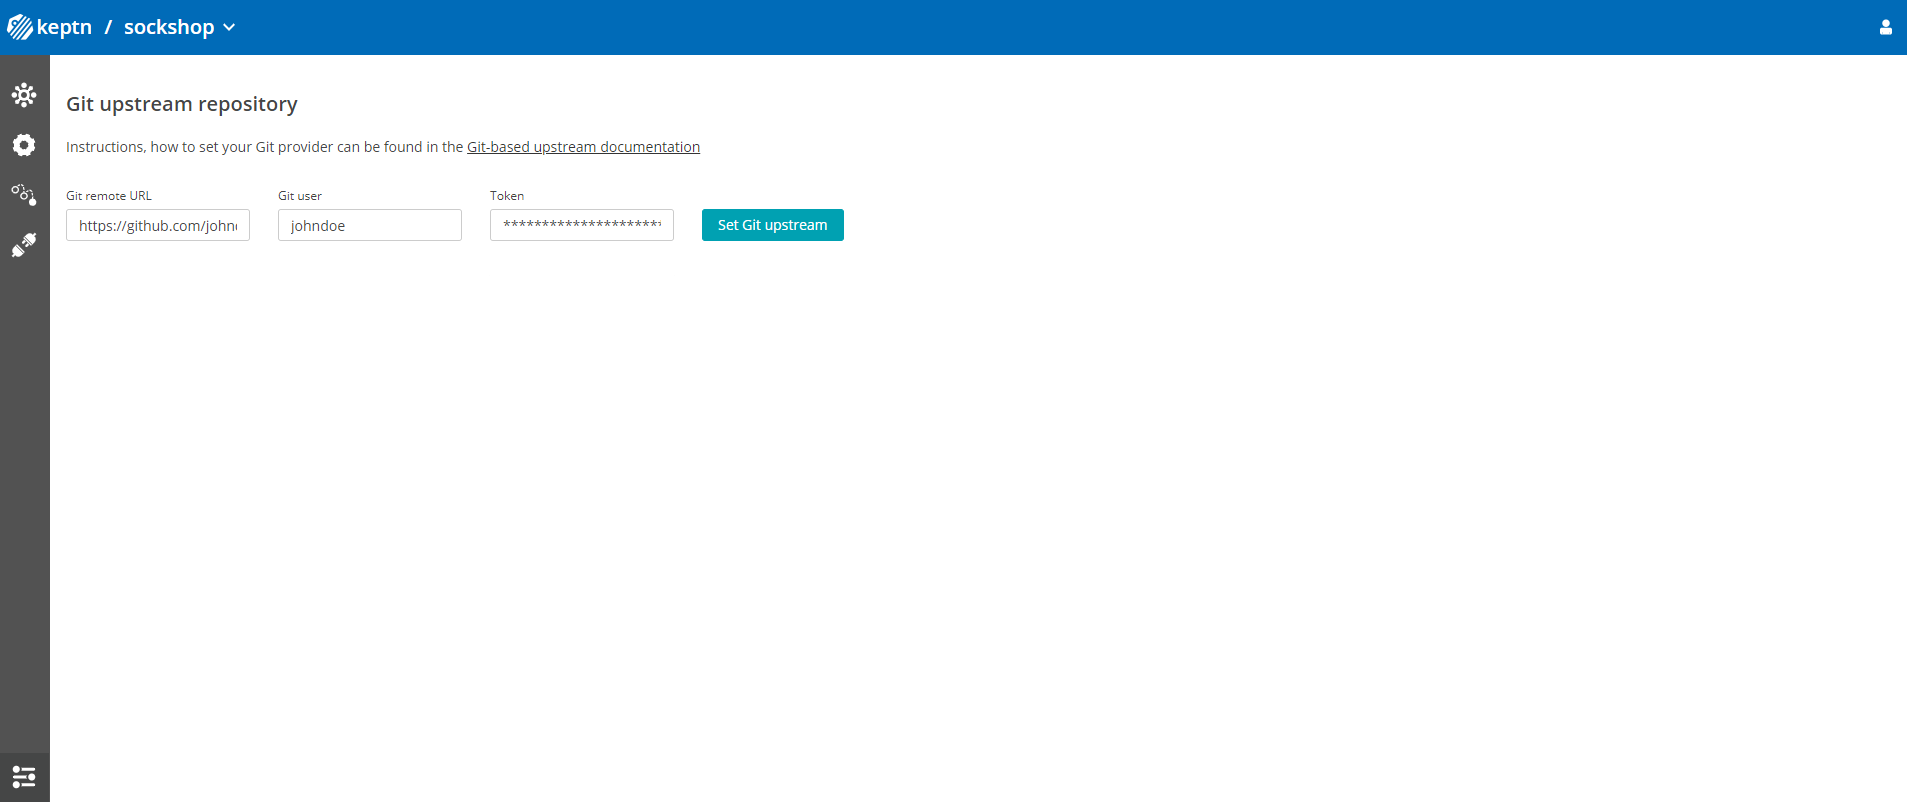 keptn / sockshop
Git upstream repository
Instructions, how to set your Git provider can be found in the Git-based upstream documentation
Git remote URL Git user Token
https://github.com/john johndoe ********************* Set Git upstream